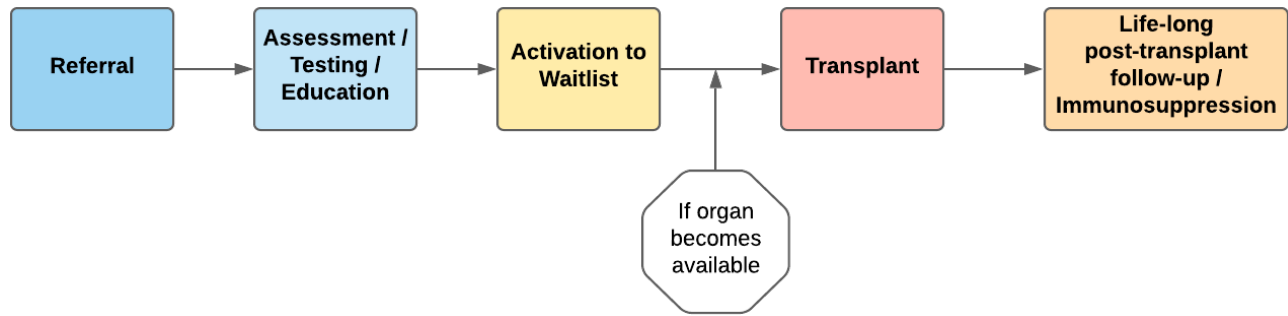 Referral
Assessment /
Testing /
Education
Activation to
Waitlist
Transplant
Life-long
post-transplant
follow-up /
Immunosuppression
If organ
becomes
available